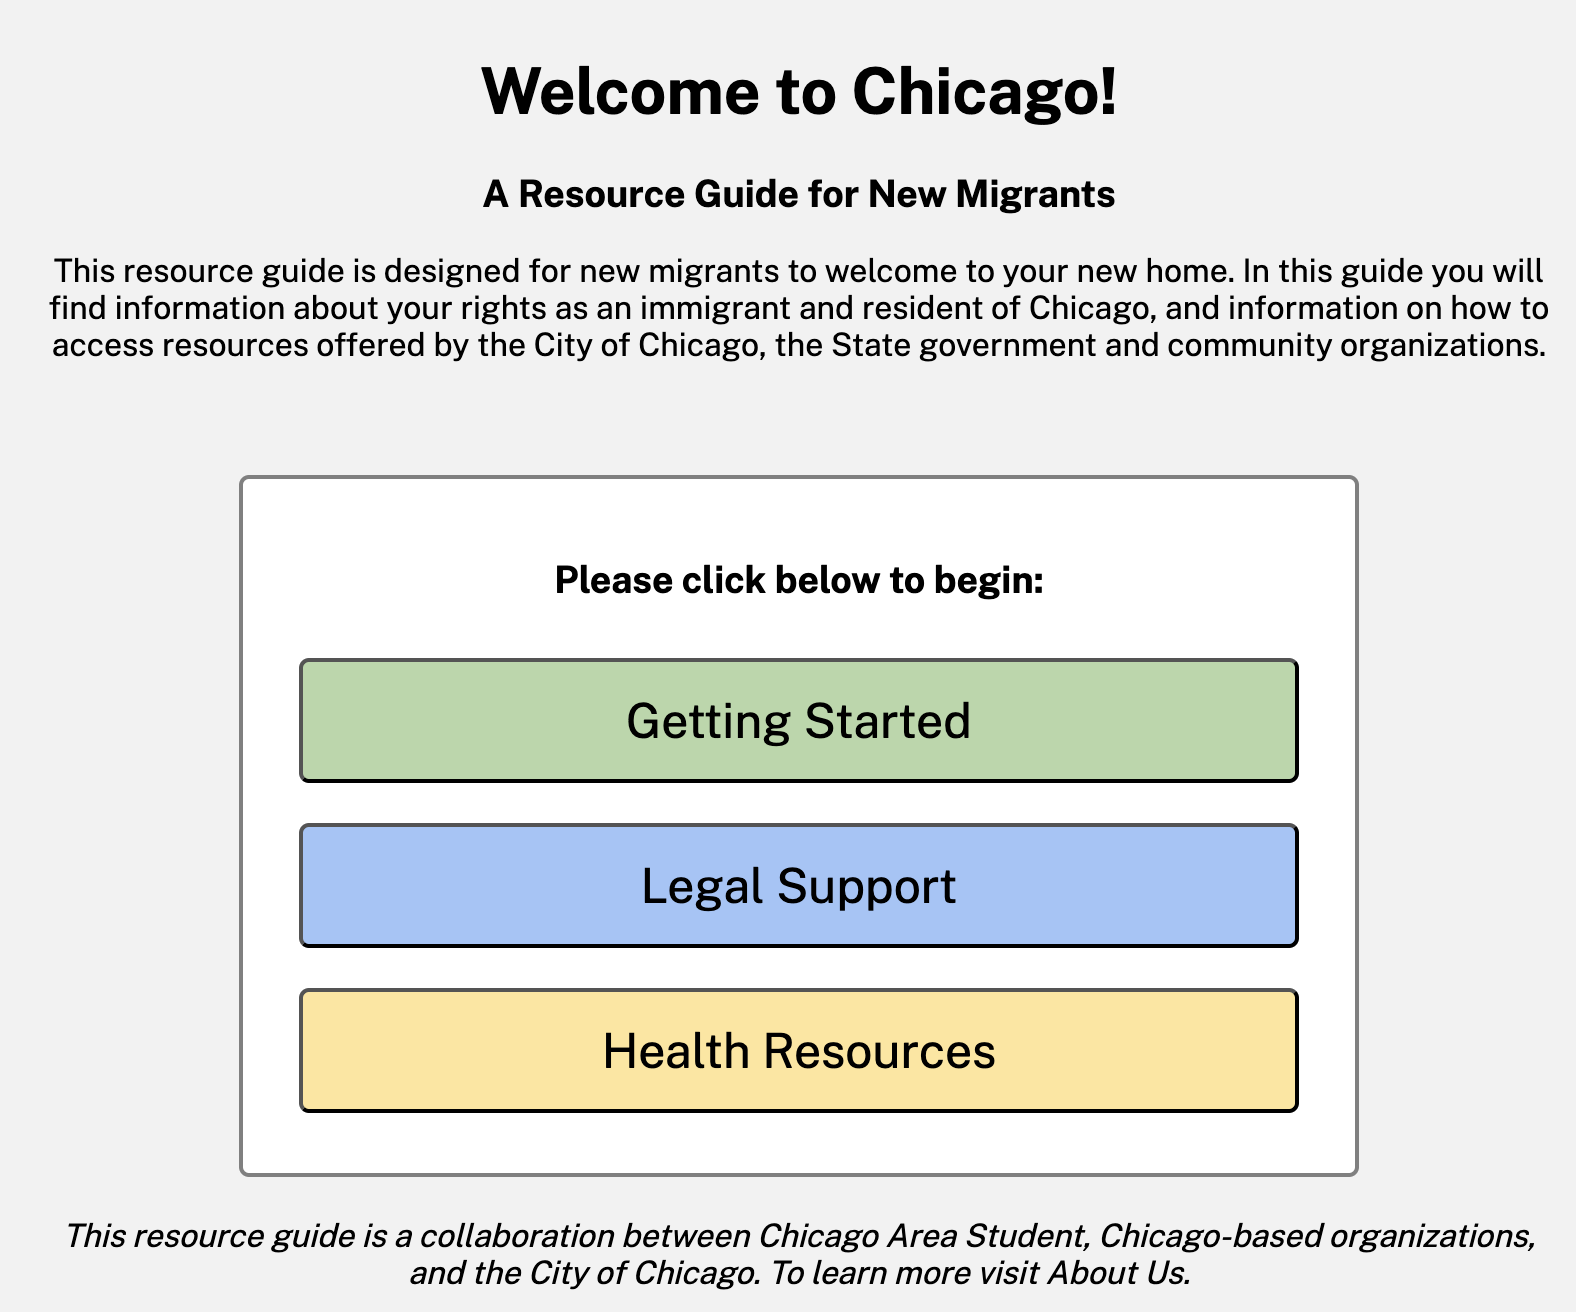 Welcome to Chicago!
A Resource Guide for New Migrants
This resource guide is designed for new migrants to welcome to your new home. In this guide you will
find information about your rights as an immigrant and resident of Chicago, and information on how to
access resources offered by the City of Chicago, the State government and community organizations.
Please click below to begin:
Getting Started
Legal Support
Health Resources
This resource guide is a collaboration between Chicago Area Student, Chicago-based organizations,
and the City of Chicago. To learn more visit About Us.